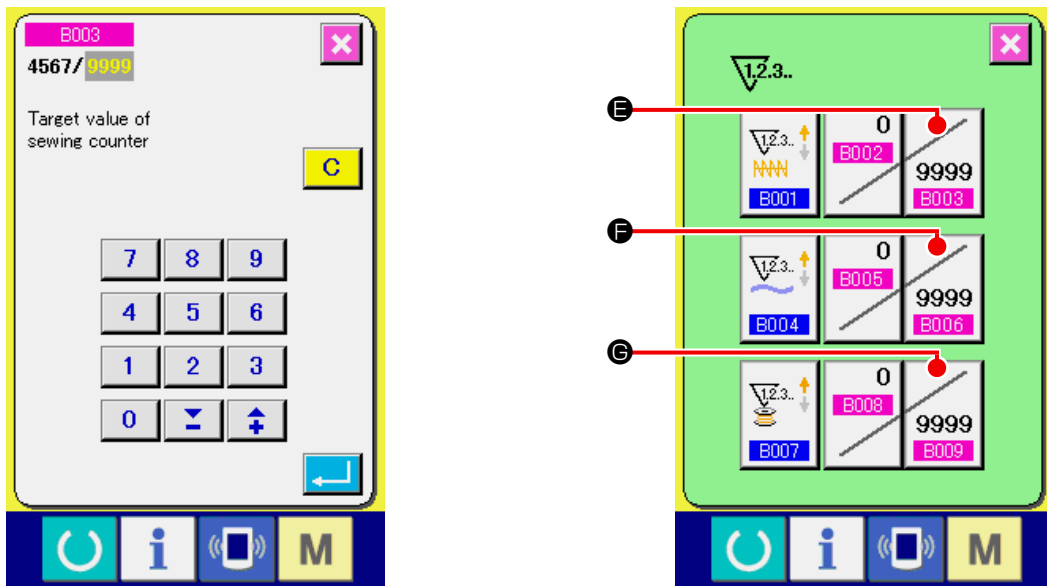 B003
4567/9999
Target value of
sewing counter
C
7 8 9
4 5 6
1 2 3
0 − +
i M
1.2.3..
E
1.2.3.. 0
B002
9999
B001 B003
F
1.2.3.. 0
B005
9999
B004 B006
G
1.2.3.. 0
B008
9999
B007 B009
i M